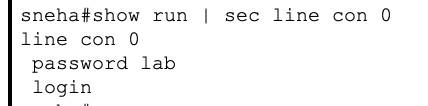 sneha#show run | sec line con 0
line con 0
 password lab
 login